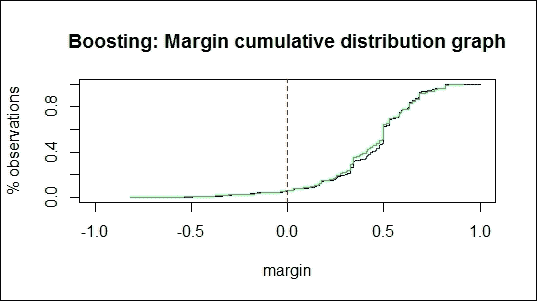 Boosting: Margin cumulative distribution graph
% observations
0.8
0.4
0.0
-1.0 -0.5 0.0 0.5 1.0
margin